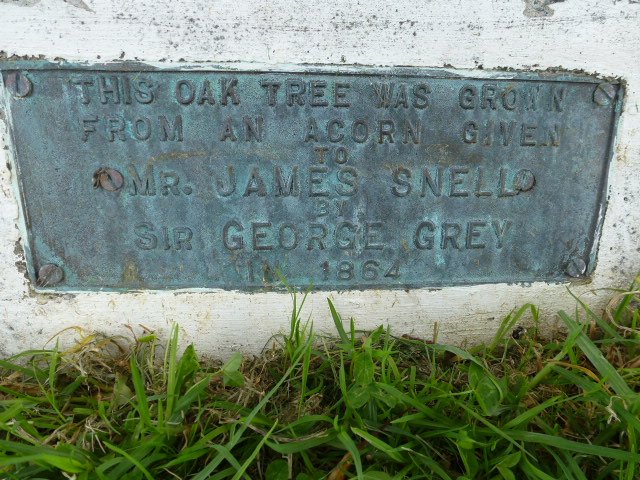 THIS OAK TREE WAS GROWN
FROM AN ACORN GIVEN
TO
MR. JAMES SNELL
BY
SIR GEORGE GREY
IN 1864